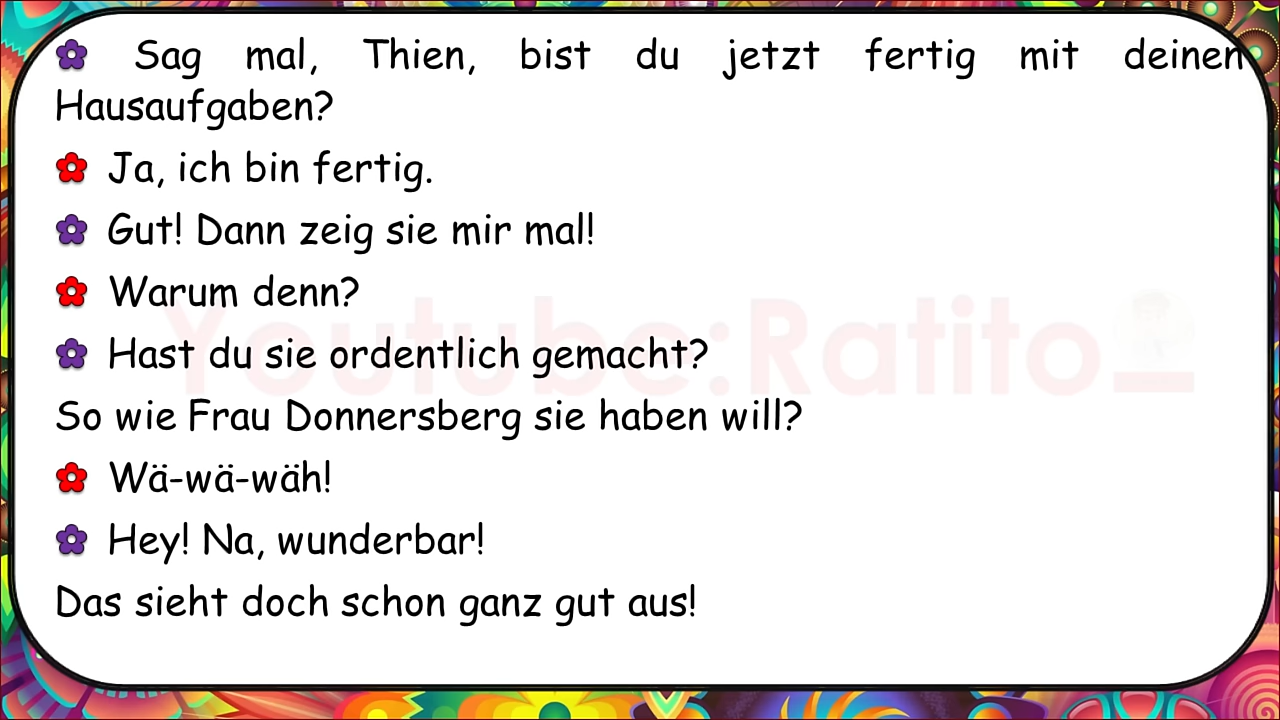 Sag mal, Thien, bist du jetzt fertig mit deinen
Hausaufgaben?
Ja, ich bin fertig.
Gut! Dann zeig sie mir mal!
Warum denn?
Hast du sie ordentlich gemacht?
So wie Frau Donnersberg sie haben will?
Wä-wä-wäh!
Hey! Na, wunderbar!
Das sieht doch schon ganz gut aus!
Youtube:Ratito